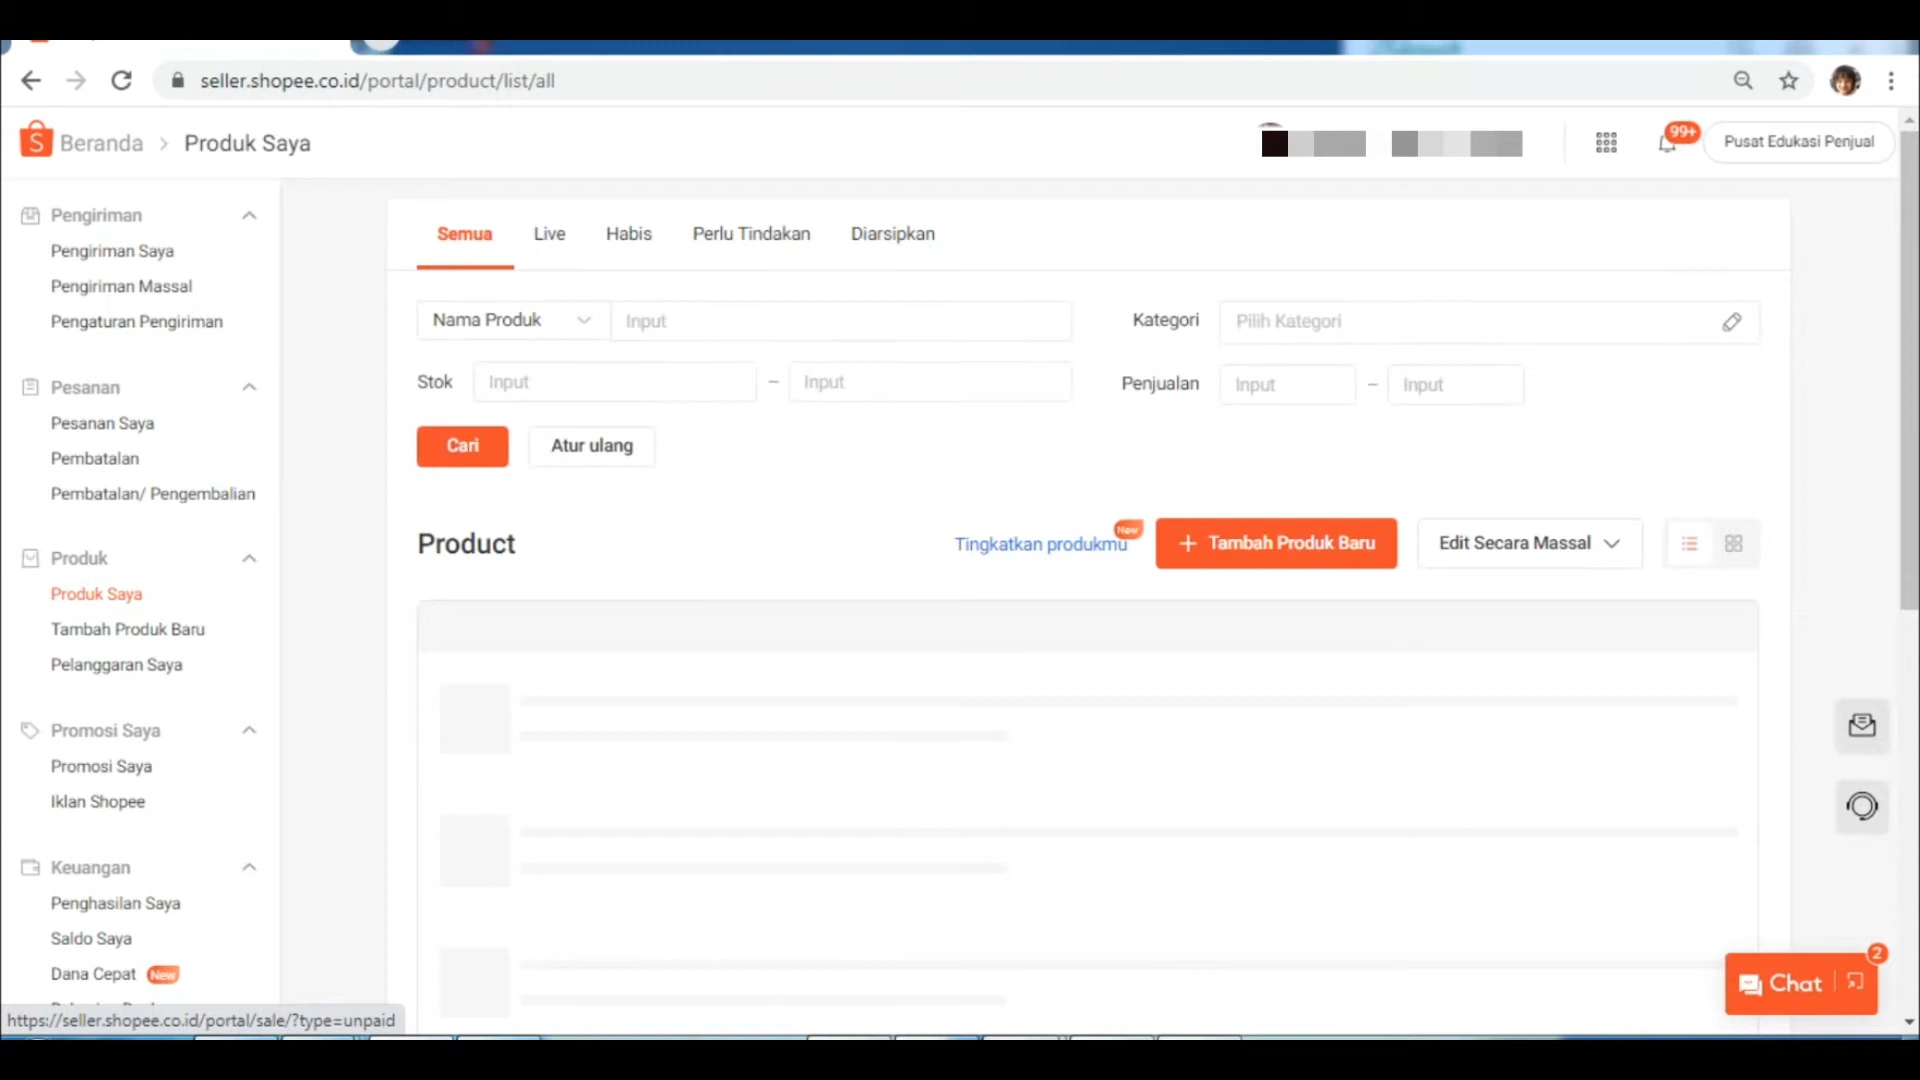 seller.shopee.co.id/portal/product/list/all
Beranda > Produk Saya
99+
Pusat Edukasi Penjual
Pengiriman
Pengiriman Saya
Pengiriman Massal
Pengaturan Pengiriman
Pesanan
Pesanan Saya
Pembatalan
Pembatalan/ Pengembalian
Produk
Produk Saya
Tambah Produk Baru
Pelanggaran Saya
Promosi Saya
Promosi Saya
Iklan Shopee
Keuangan
Penghasilan Saya
Saldo Saya
Dana Cepat New
Semua Live Habis Perlu Tindakan Diarsipkan
Nama Produk Input Kategori Pilih Kategori
Stok Input – Input Penjualan Input – Input
Cari Atur ulang
Product Tingkatkan produkmu New + Tambah Produk Baru Edit Secara Massal
2
Chat
https://seller.shopee.co.id/portal/sale/?type=unpaid